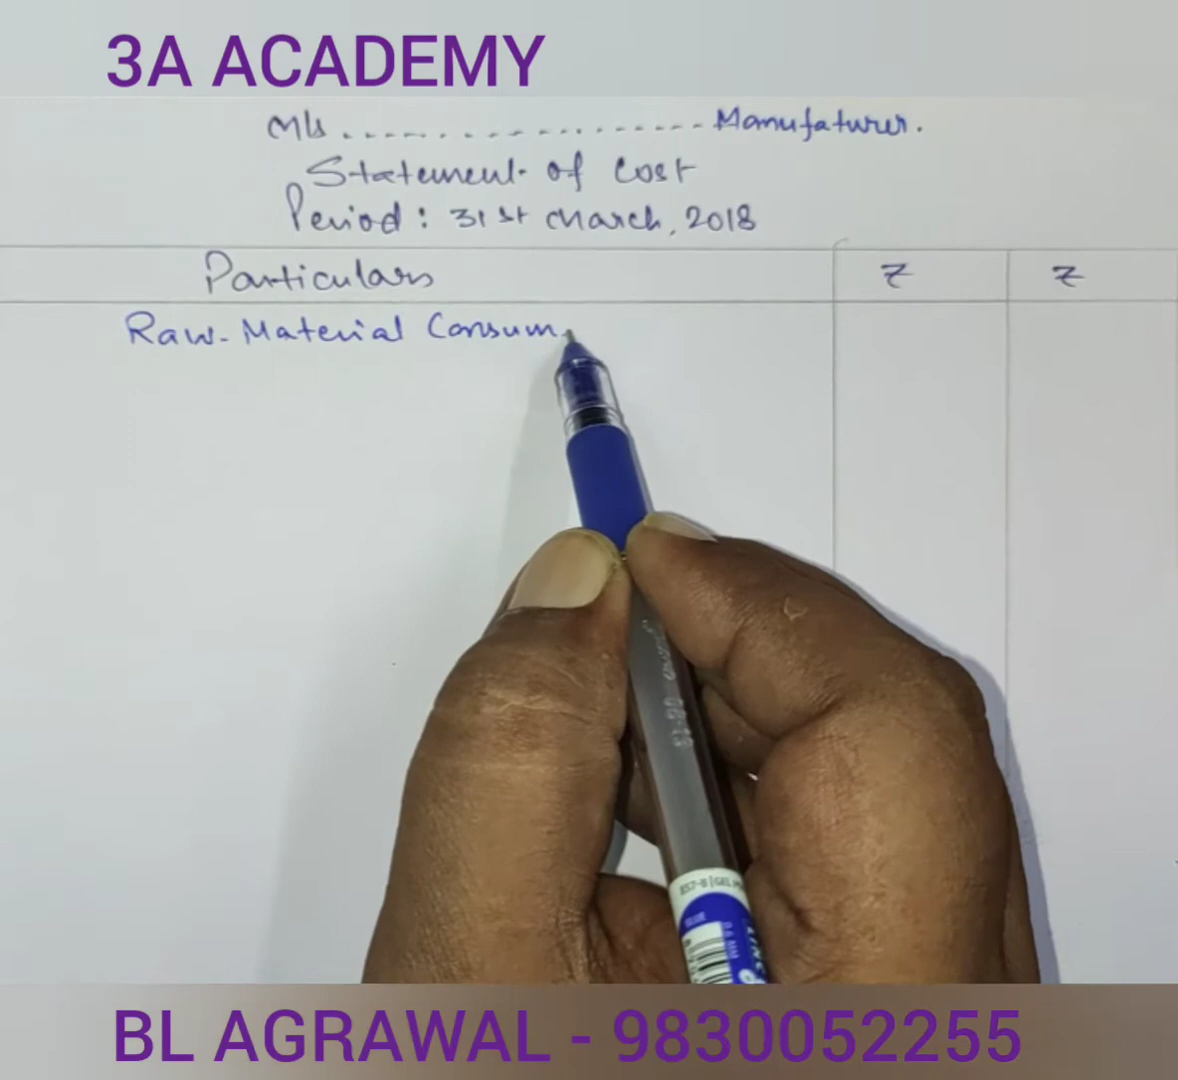 3A ACADEMY
M/s .................... Manufaturer.
Statement of Cost
Period : 31st March, 2018
Particulars ₹ ₹
Raw-Material Consum
BL AGRAWAL - 9830052255